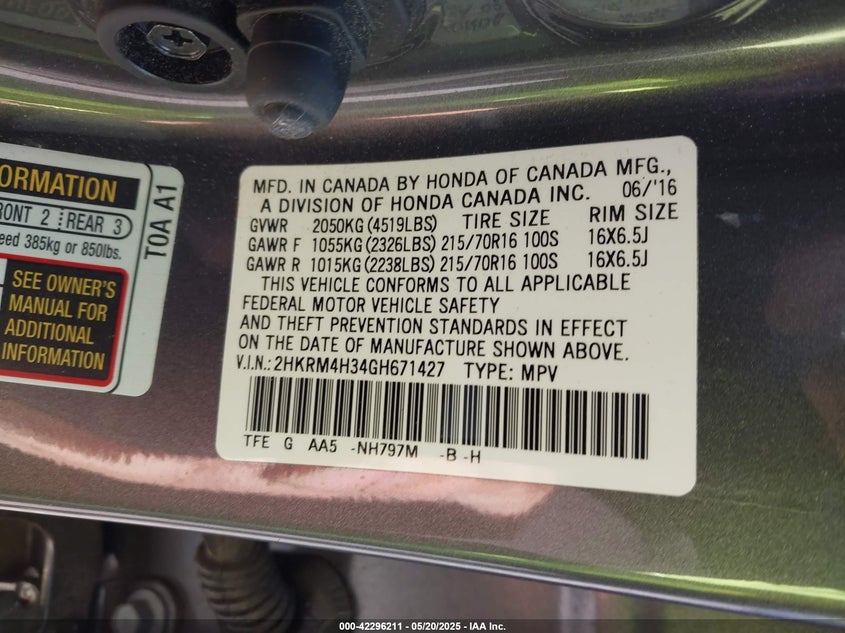 ORMATION
RONT 2 REAR 3
eed 385kg or 850lbs.
TOA A1
SEE OWNER'S
MANUAL FOR
ADDITIONAL
INFORMATION
MFD. IN CANADA BY HONDA OF CANADA MFG.,
A DIVISION OF HONDA CANADA INC. 06/'16
GVWR 2050KG (4519LBS) TIRE SIZE RIM SIZE
GAWR F 1055KG (2326LBS) 215/70R16 100S 16X6.5J
GAWR R 1015KG (2238LBS) 215/70R16 100S 16X6.5J
THIS VEHICLE CONFORMS TO ALL APPLICABLE
FEDERAL MOTOR VEHICLE SAFETY
AND THEFT PREVENTION STANDARDS IN EFFECT
ON THE DATE OF MANUFACTURE SHOWN ABOVE.
V.I.N.: 2HKRM4H34GH671427 TYPE: MPV
TFE G AA5 -NH797M -B -H
000-42296211 - 05/20/2025 - IAA Inc.